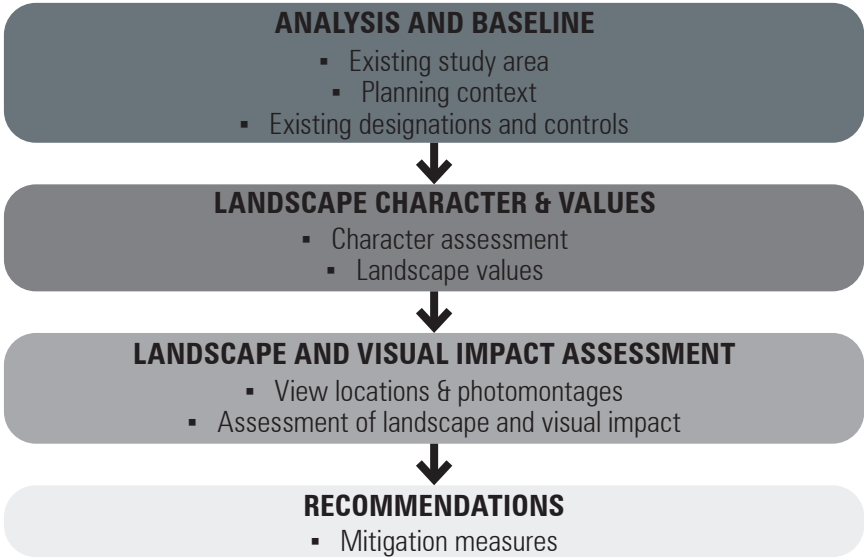 ANALYSIS AND BASELINE
▪ Existing study area
▪ Planning context
▪ Existing designations and controls
LANDSCAPE CHARACTER & VALUES
▪ Character assessment
▪ Landscape values
LANDSCAPE AND VISUAL IMPACT ASSESSMENT
▪ View locations & photomontages
▪ Assessment of landscape and visual impact
RECOMMENDATIONS
▪ Mitigation measures